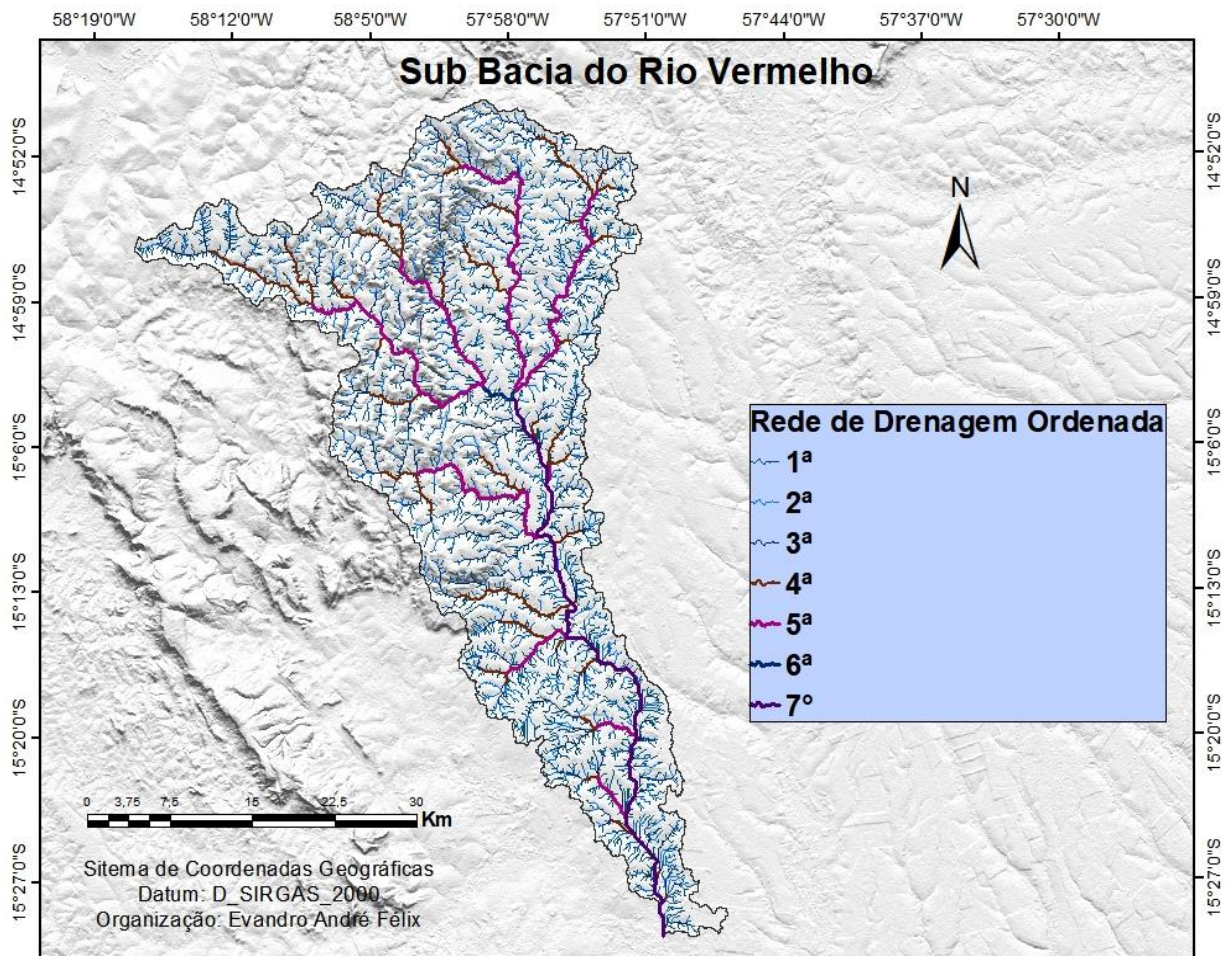 58°19'0"W 58°12'0"W 58°5'0"W 57°58'0"W 57°51'0"W 57°44'0"W 57°37'0"W 57°30'0"W
Sub Bacia do Rio Vermelho
14°52'0"S 14°52'0"S
N
14°59'0"S 14°59'0"S
Rede de Drenagem Ordenada
15°6'0"S 15°6'0"S
1ª
2ª
3ª
4ª
15°13'0"S 15°13'0"S
5ª
6ª
7°
15°20'0"S 15°20'0"S
0 3,75 7,5 15 22,5 30
Km
Sitema de Coordenadas Geográficas
15°27'0"S 15°27'0"S
Datum: D_SIRGAS_2000
Organização: Evandro André Félix